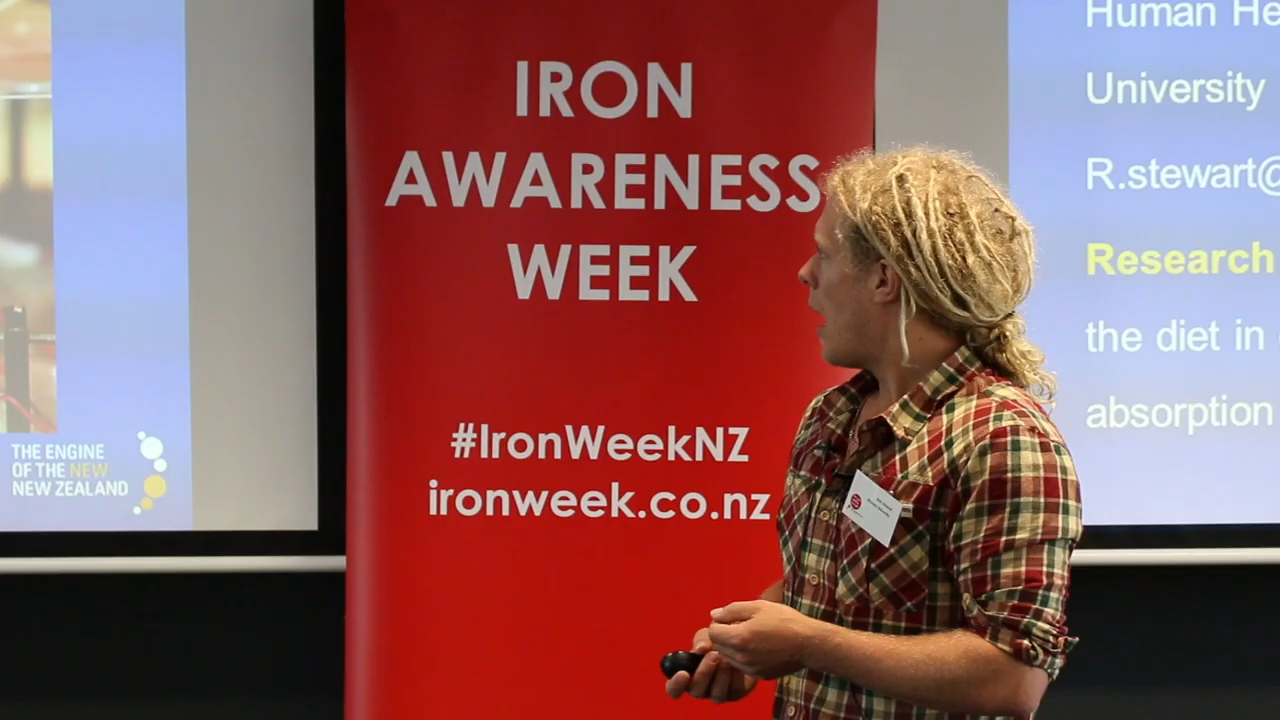 THE ENGINE
OF THE NEW
NEW ZEALAND
IRON
AWARENESS
WEEK
#IronWeekNZ
ironweek.co.nz
Human He
University
R.stewart@
Research
the diet in
absorption